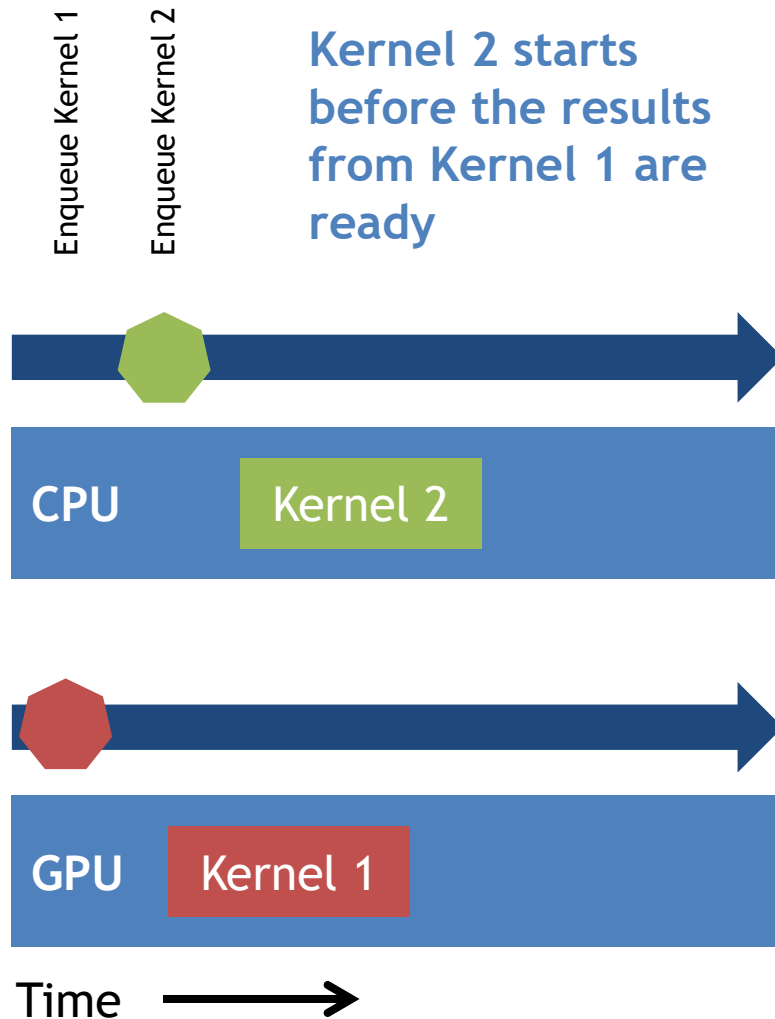 Enqueue Kernel 1
Enqueue Kernel 2
Kernel 2 starts
before the results
from Kernel 1 are
ready
CPU
Kernel 2
GPU
Kernel 1
Time